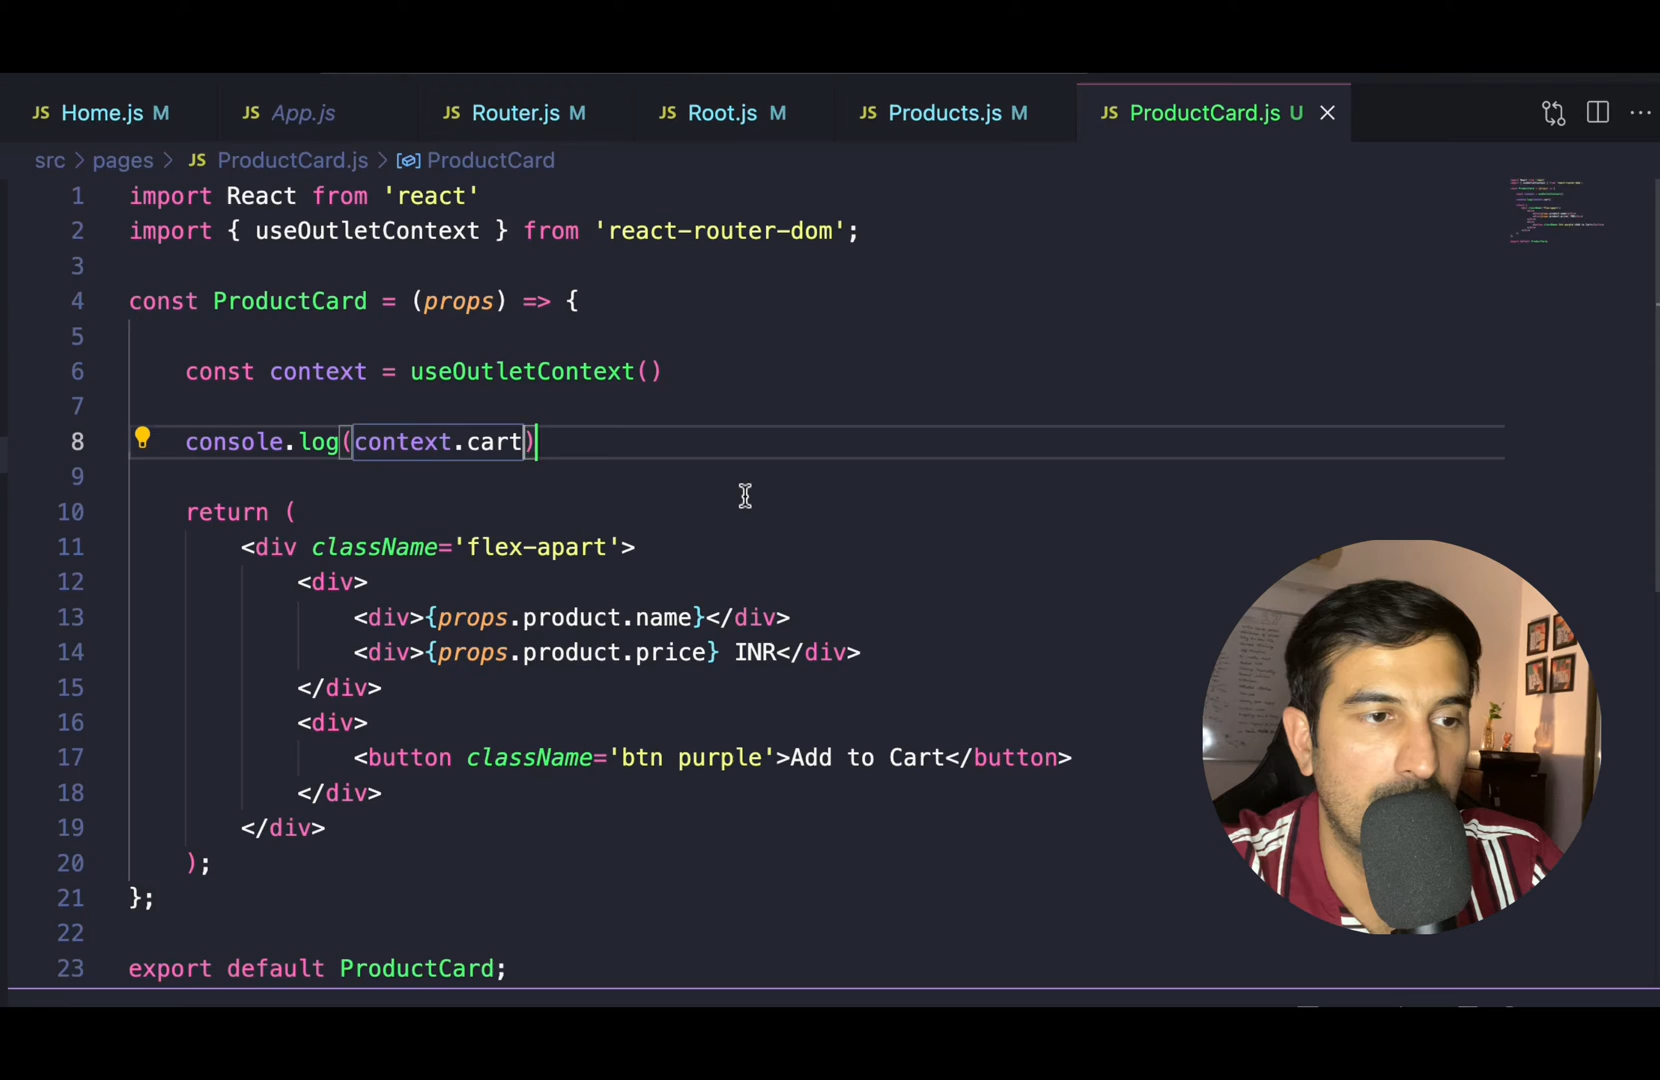 JS Home.js M JS App.js JS Router.js M JS Root.js M JS Products.js M JS ProductCard.js U
src > pages > JS ProductCard.js > ProductCard
1 import React from 'react'
2 import { useOutletContext } from 'react-router-dom';
3
4 const ProductCard = (props) => {
5
6 const context = useOutletContext()
7
8 console.log(context.cart)
9
10 return (
11 <div className='flex-apart'>
12 <div>
13 <div>{props.product.name}</div>
14 <div>{props.product.price} INR</div>
15 </div>
16 <div>
17 <button className='btn purple'>Add to Cart</button>
18 </div>
19 </div>
20 );
21 };
22
23 export default ProductCard;